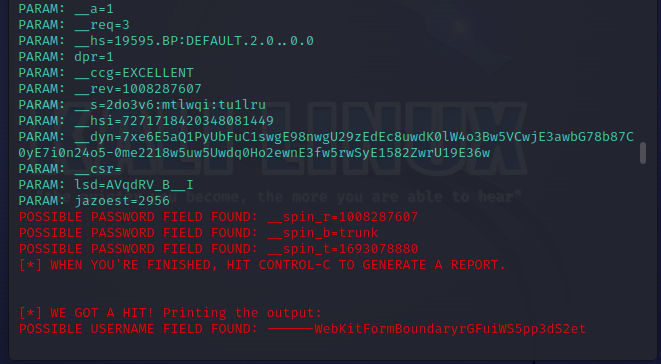 PARAM: __a=1
PARAM: __req=3
PARAM: __hs=19595.BP:DEFAULT.2.0..0.0
PARAM: dpr=1
PARAM: __ccg=EXCELLENT
PARAM: __rev=1008287607
PARAM: __s=2do3v6:mtlwqi:tu1lru
PARAM: __hsi=7271718420348081449
PARAM: __dyn=7xe6E5aQ1PyUbFuC1swgE98nwgU29zEdEc8uwdK0lW4o3Bw5VCwjE3awbG78b87C
0yE7i0n24o5-0me2218w5uw5Uwdq0Ho2ewnE3fw5rwSyE1582ZwrU19E36w
PARAM: __csr=
PARAM: lsd=AVqdRV_B__I
PARAM: jazoest=2956
POSSIBLE PASSWORD FIELD FOUND: __spin_r=1008287607
POSSIBLE PASSWORD FIELD FOUND: __spin_b=trunk
POSSIBLE PASSWORD FIELD FOUND: __spin_t=1693078880
[*] WHEN YOU'RE FINISHED, HIT CONTROL-C TO GENERATE A REPORT.
[*] WE GOT A HIT! Printing the output:
POSSIBLE USERNAME FIELD FOUND: ------WebKitFormBoundaryrGFuiWS5pp3dS2et
LINUX
become, the more you are able to hear"